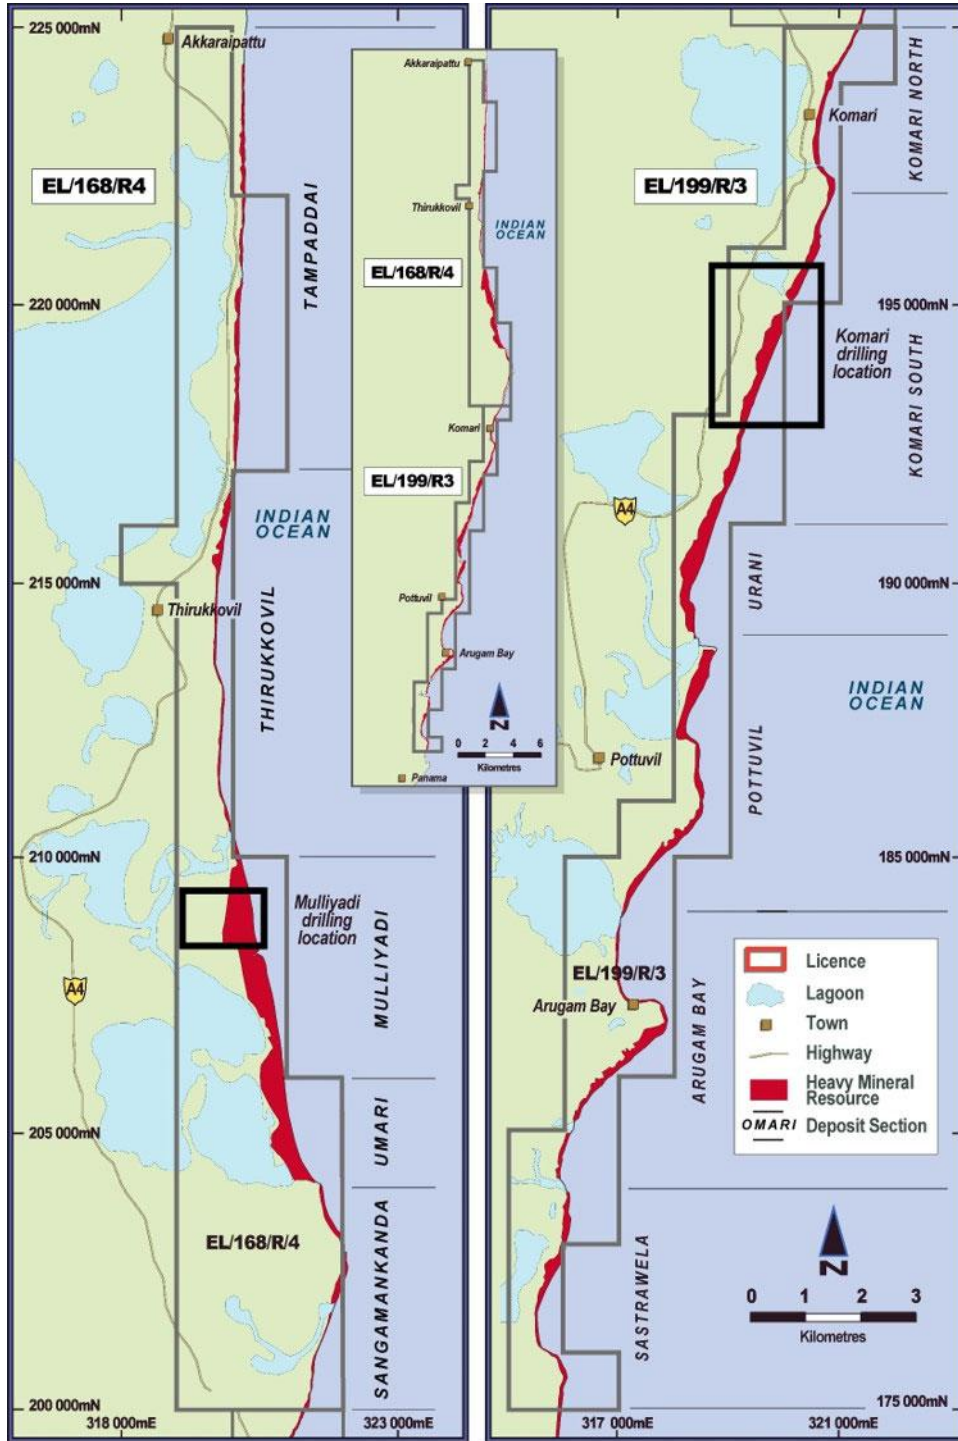 225 000mN
Akkaraipattu
EL/168/R4
TAMPADDAI
220 000mN
INDIAN
OCEAN
215 000mN
Thirukkovil
THIRUKKOVIL
210 000mN
Mulliyadi
drilling
location
MULLIYADI
A4
205 000mN
UMARI
EL/168/R/4
SANGAMANKANDA
200 000mN
318 000mE
323 000mE
Akkaraipattu
Thirukkovil
INDIAN
OCEAN
EL/168/R/4
Komari
EL/199/R3
Pottuvil
Arugam Bay
N
0 2 4 6
Kilometres
Panama
KOMARI NORTH
Komari
EL/199/R/3
195 000mN
Komari
drilling
location
KOMARI SOUTH
A4
URANI
190 000mN
INDIAN
OCEAN
POTTUVIL
Pottuvil
185 000mN
EL/199/R/3
Arugam Bay
ARUGAM BAY
Licence
Lagoon
Town
Highway
Heavy Mineral
Resource
OMARI Deposit Section
SASTRAWELA
N
0 1 2 3
Kilometres
175 000mN
317 000mE
321 000mE